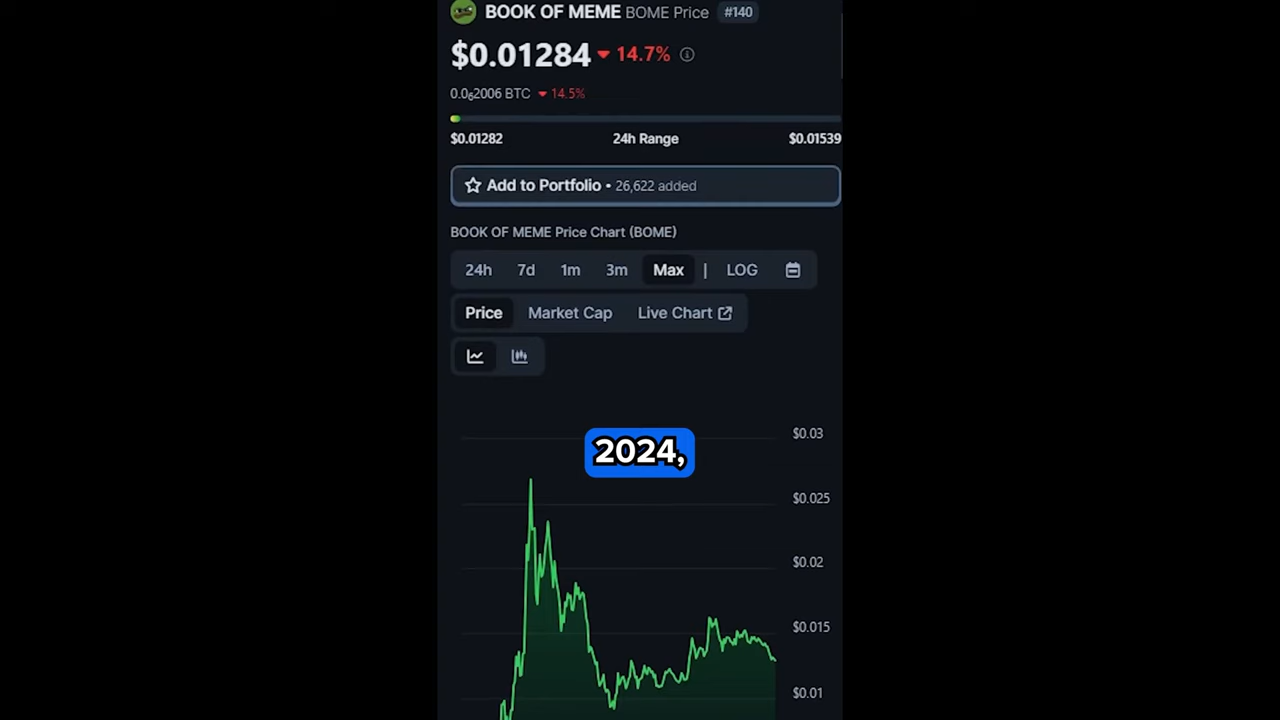 BOOK OF MEME BOME Price #140
$0.01284 14.7%
0.0₆2006 BTC 14.5%
$0.01282 24h Range $0.01539
Add to Portfolio • 26,622 added
BOOK OF MEME Price Chart (BOME)
24h 7d 1m 3m Max | LOG
Price Market Cap Live Chart
$0.03
2024,
$0.025
$0.02
$0.015
$0.01